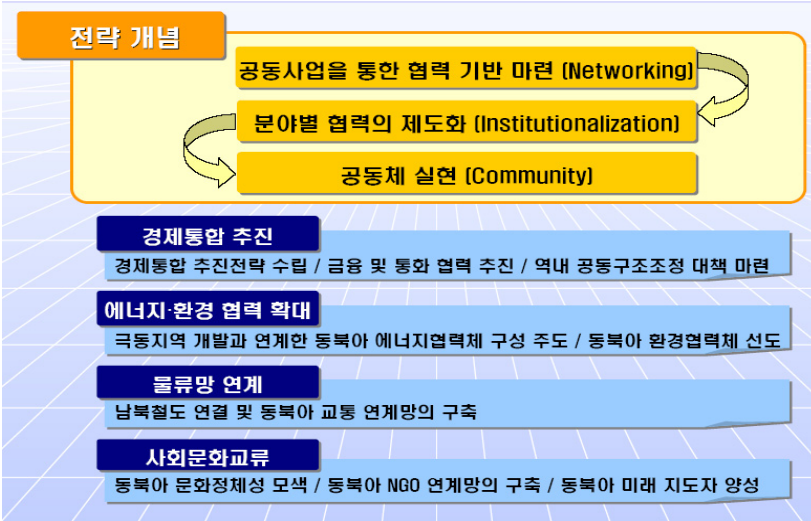 전략 개념
공동사업을 통한 협력 기반 마련 (Networking)
분야별 협력의 제도화 (Institutionalization)
공동체 실현 (Community)
경제통합 추진
경제통합 추진전략 수립 / 금융 및 통화 협력 추진 / 역내 공동구조조정 대책 마련
에너지·환경 협력 확대
극동지역 개발과 연계한 동북아 에너지협력체 구성 주도 / 동북아 환경협력체 선도
물류망 연계
남북철도 연결 및 동북아 교통 연계망의 구축
사회문화교류
동북아 문화정체성 모색 / 동북아 NGO 연계망의 구축 / 동북아 미래 지도자 양성